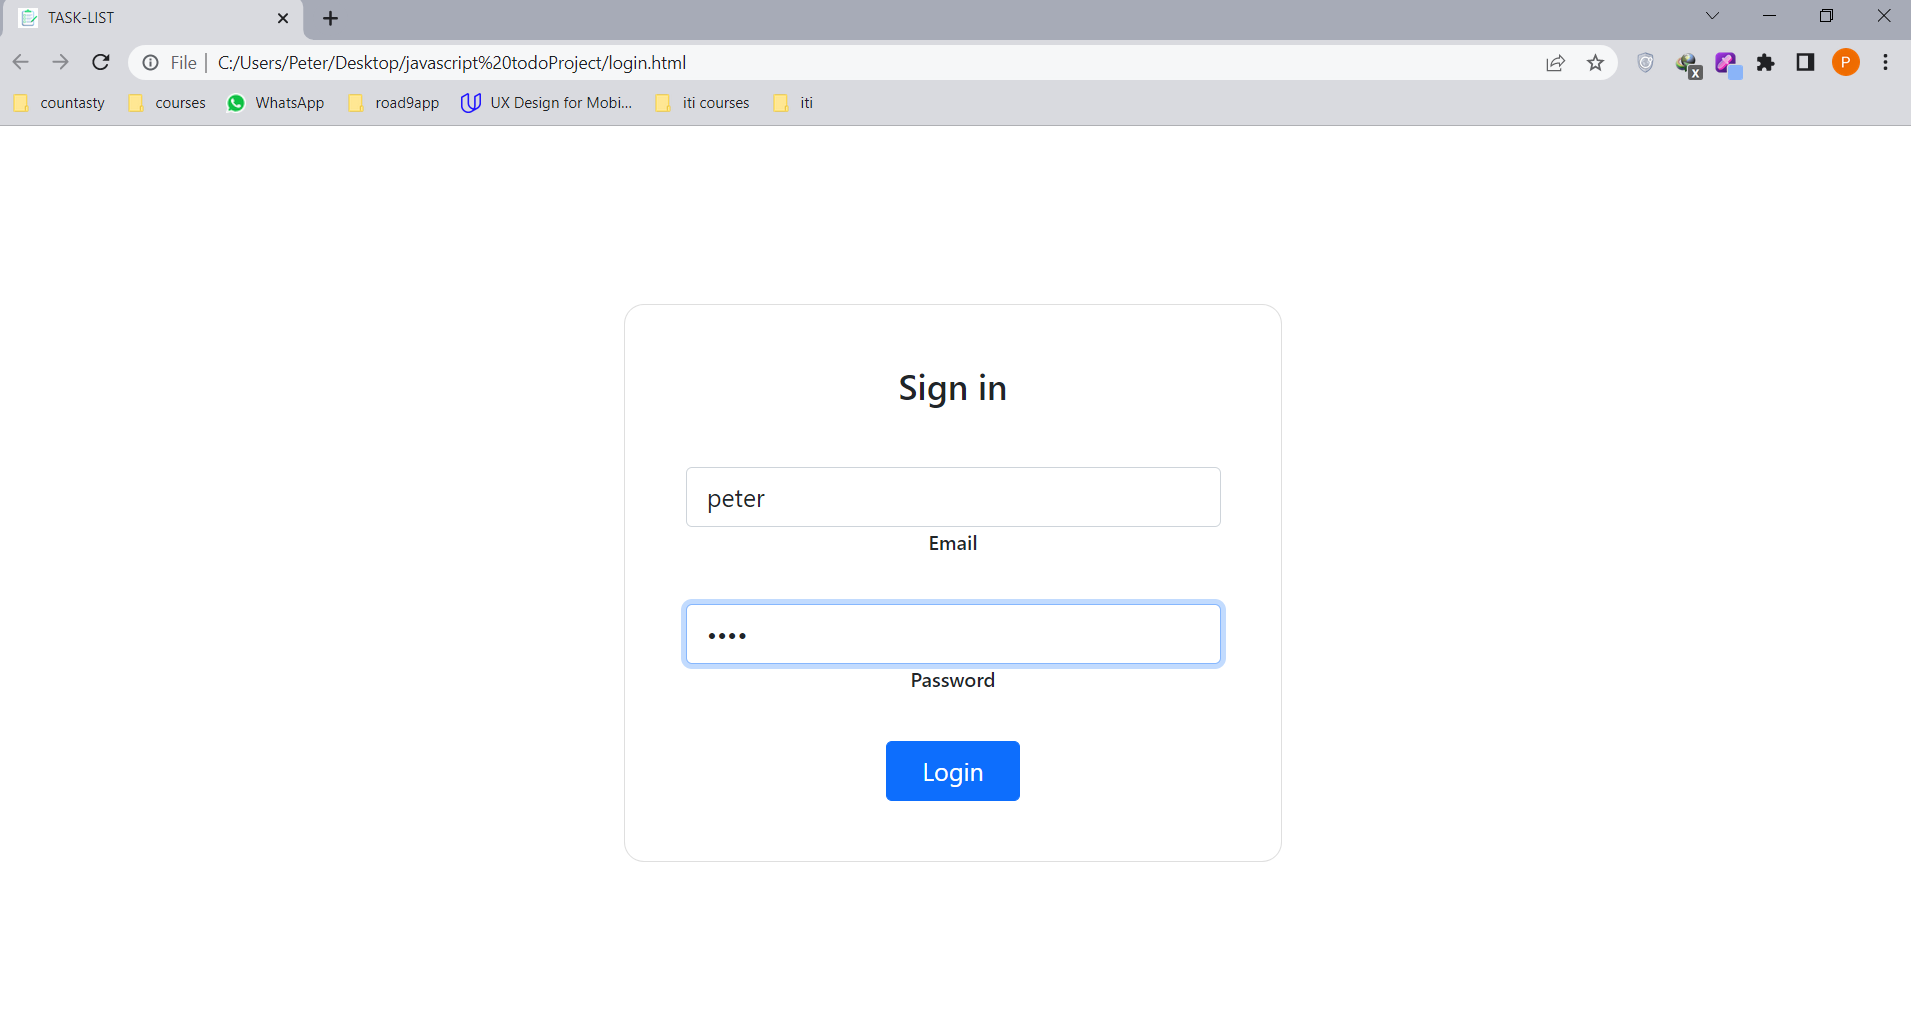 TASK-LIST
File | C:/Users/Peter/Desktop/javascript%20todoProject/login.html
P
countasty courses WhatsApp road9app UX Design for Mobi... iti courses iti
Sign in
peter
Email
••••
Password
Login